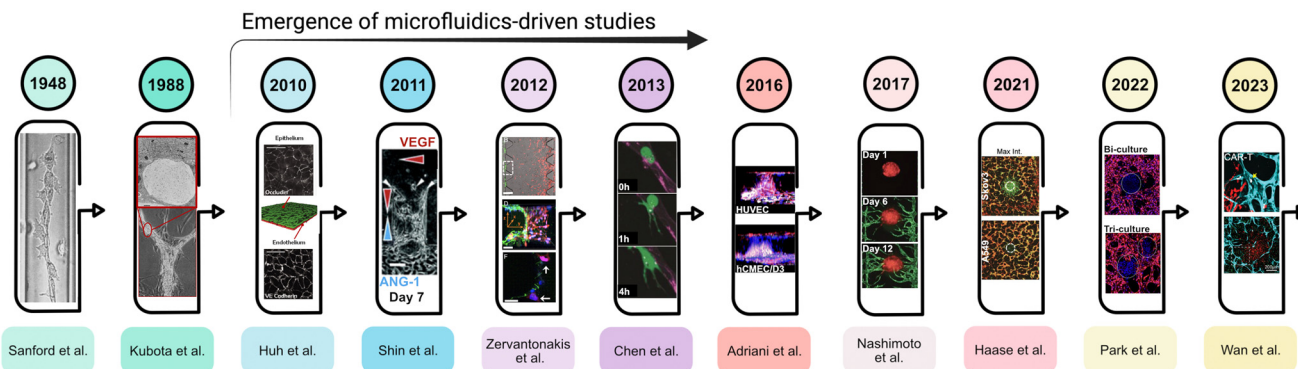 Emergence of microfluidics-driven studies
1948
1988
2010
2011
2012
2013
2016
2017
2021
2022
2023
Epithelium
Occludin
Endothelium
VE Cadherin
VEGF
ANG-1
Day 7
D
F
0h
1h
4h
HUVEC
hCMEC/D3
Day 1
Day 6
Day 12
Max Int.
Skov3
A549
Bi-culture
Tri-culture
CAR-T
Sanford et al.
Kubota et al.
Huh et al.
Shin et al.
Zervantonakis
et al.
Chen et al.
Adriani et al.
Nashimoto
et al.
Haase et al.
Park et al.
Wan et al.